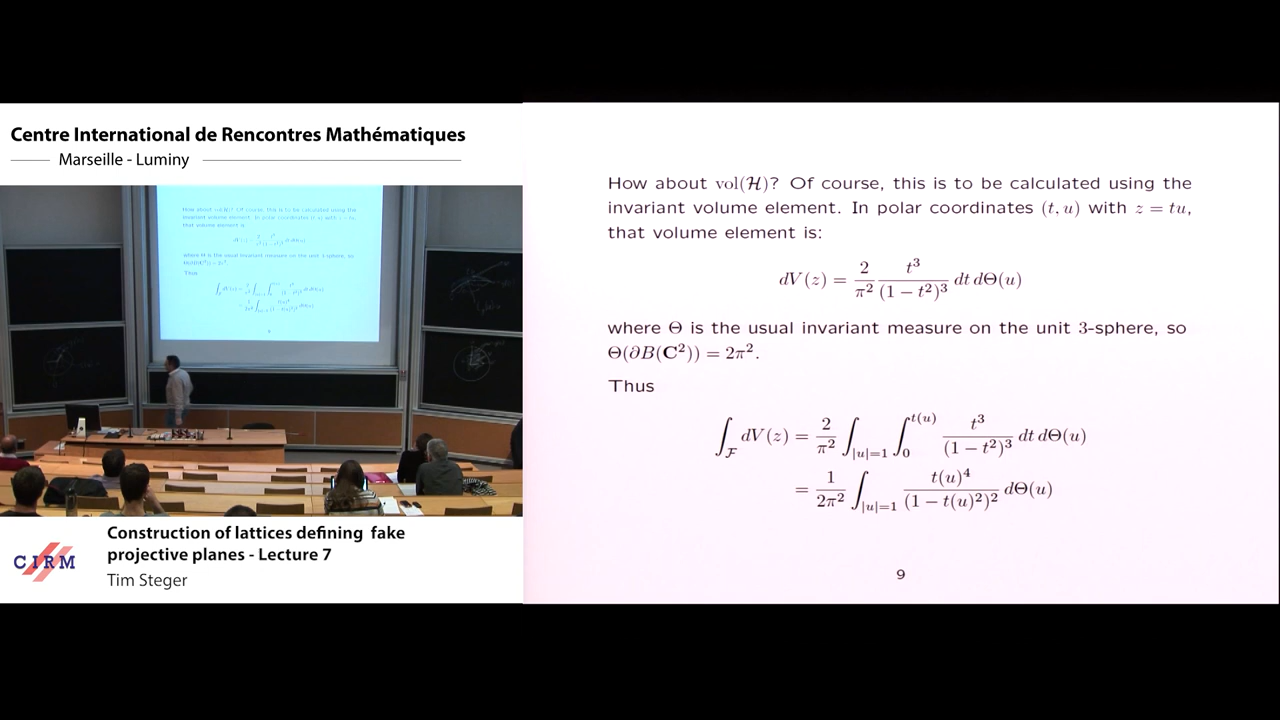 Centre International de Rencontres Mathématiques
Marseille - Luminy
How about vol(ℋ)? Of course, this is to be calculated using the
invariant volume element. In polar coordinates (t, u) with z = tu,
that volume element is:
dV(z) = 2/π² t³/(1 − t²)³ dt dΘ(u)
where Θ is the usual invariant measure on the unit 3-sphere, so
Θ(∂B(C²)) = 2π².
Thus
∫_ℱ dV(z) = 2/π² ∫_{|u|=1} ∫_0^{t(u)} t³/(1 − t²)³ dt dΘ(u)
= 1/2π² ∫_{|u|=1} t(u)⁴/(1 − t(u)²)² dΘ(u)
9
Construction of lattices defining fake
projective planes - Lecture 7
Tim Steger
CIRM